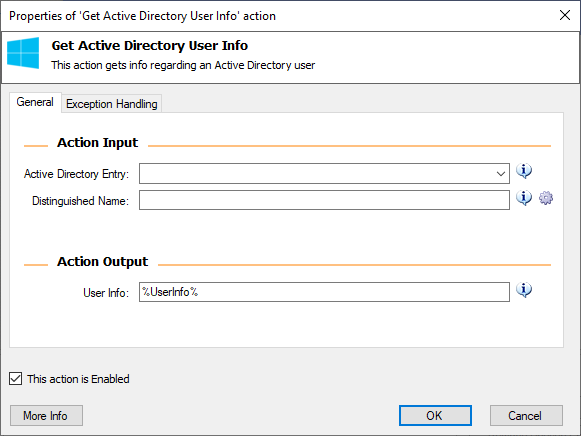 Properties of 'Get Active Directory User Info' action
Get Active Directory User Info
This action gets info regarding an Active Directory user
General
Exception Handling
Action Input
Active Directory Entry:
Distinguished Name:
Action Output
User Info:
%UserInfo%
This action is Enabled
More Info
OK
Cancel